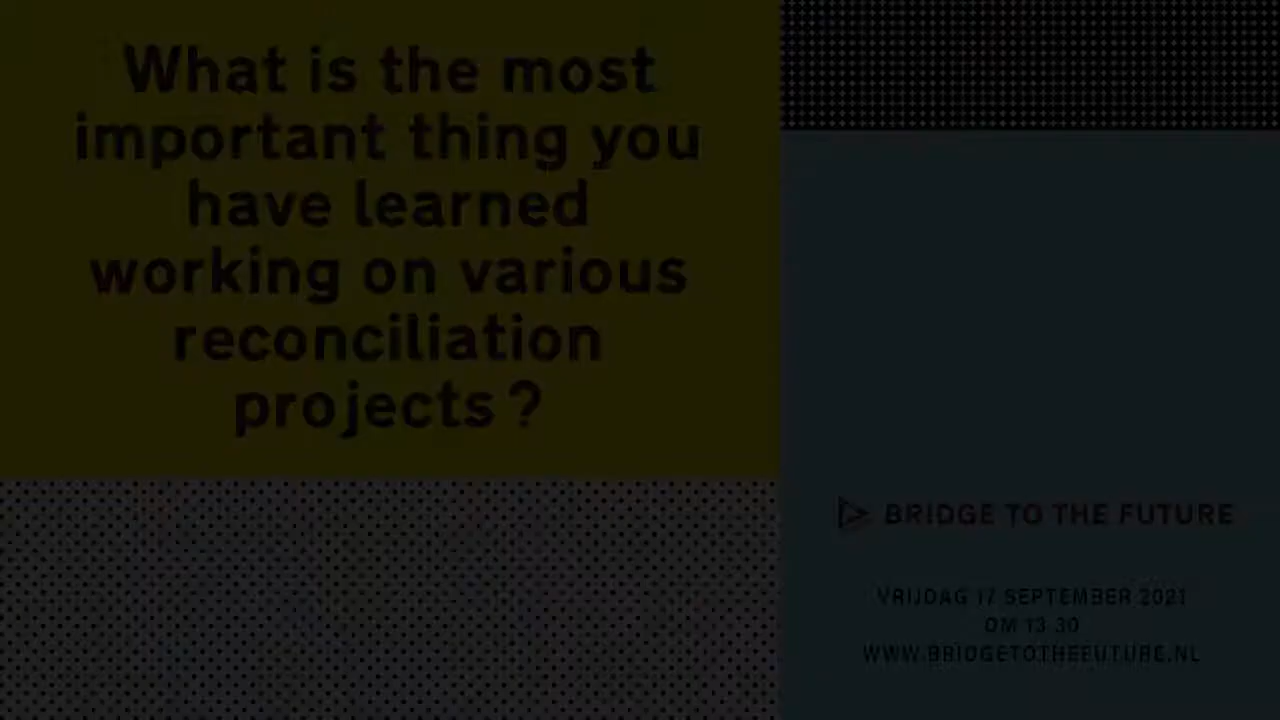 What is the most
important thing you
have learned
working on various
reconciliation
projects?
BRIDGE TO THE FUTURE
VRIJDAG 17 SEPTEMBER 2021
OM 13.30
WWW.BRIDGETOTHEFUTURE.NL